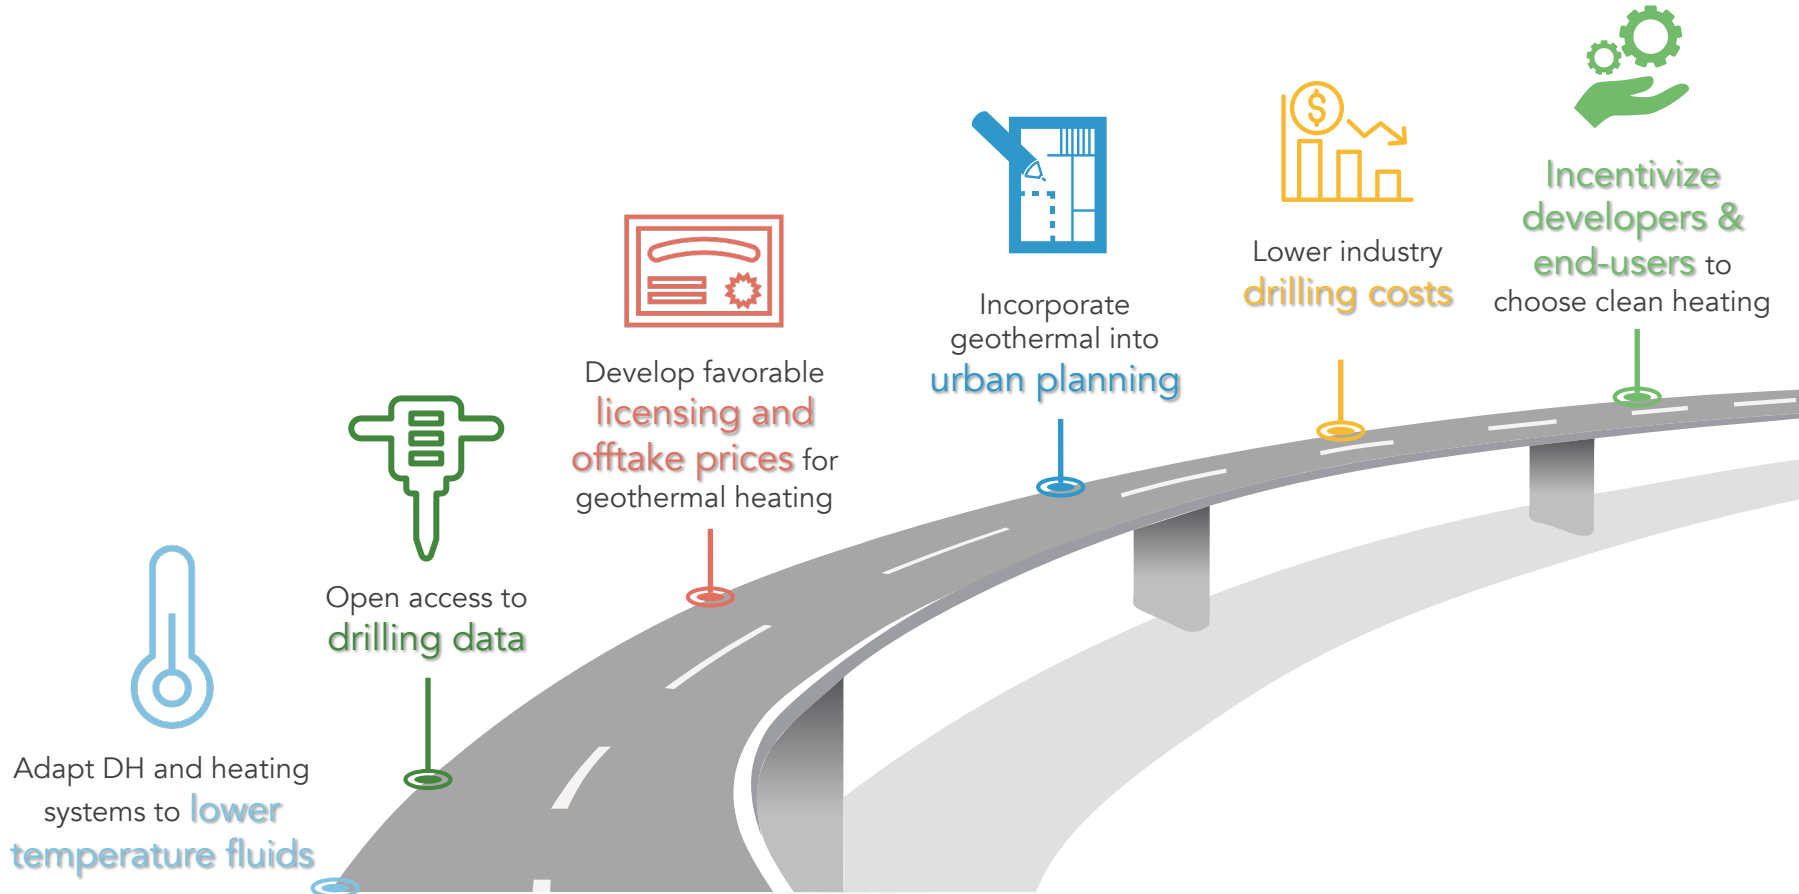 Adapt DH and heating
systems to lower
temperature fluids
Open access to
drilling data
Develop favorable
licensing and
offtake prices for
geothermal heating
Incorporate
geothermal into
urban planning
$
Lower industry
drilling costs
Incentivize
developers &
end-users to
choose clean heating